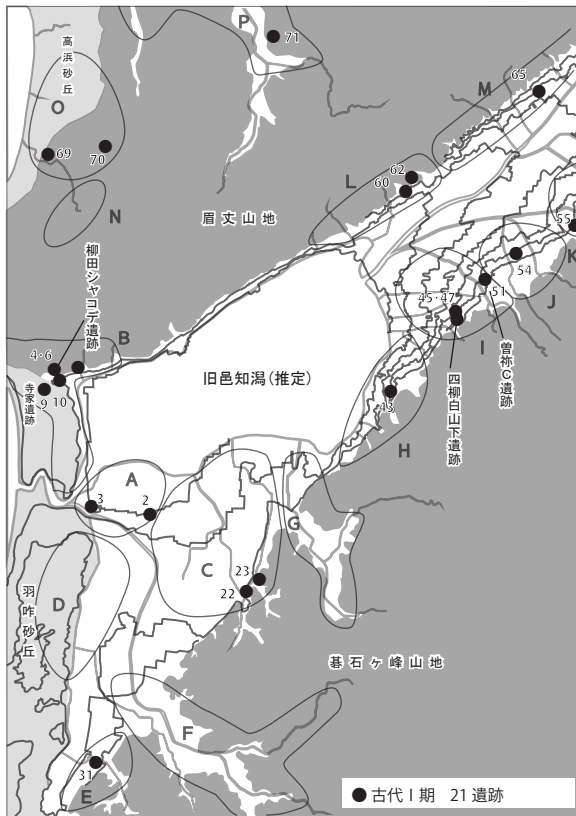 P
71
高浜砂丘
O
69
70
N
M
65
L
62
60
眉丈山地
55
K
54
J
51
45・47
I
曽祢C遺跡
四柳白山下遺跡
柳田シャコデ遺跡
B
4・6
寺家遺跡
9
10
旧邑知潟(推定)
43
H
A
3
2
G
C
23
22
羽咋砂丘
D
碁石ヶ峰山地
F
31
E
●古代Ⅰ期 21遺跡